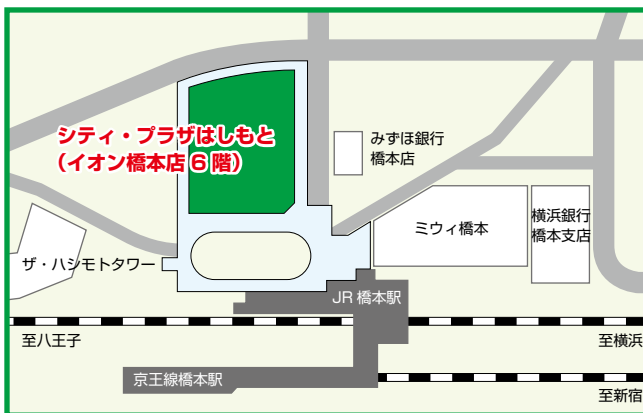 シティ・プラザはしもと
（イオン橋本店６階）
みずほ銀行
橋本店
ミウィ橋本
横浜銀行
橋本支店
ザ・ハシモトタワー
JR 橋本駅
至八王子
至横浜
京王線橋本駅
至新宿